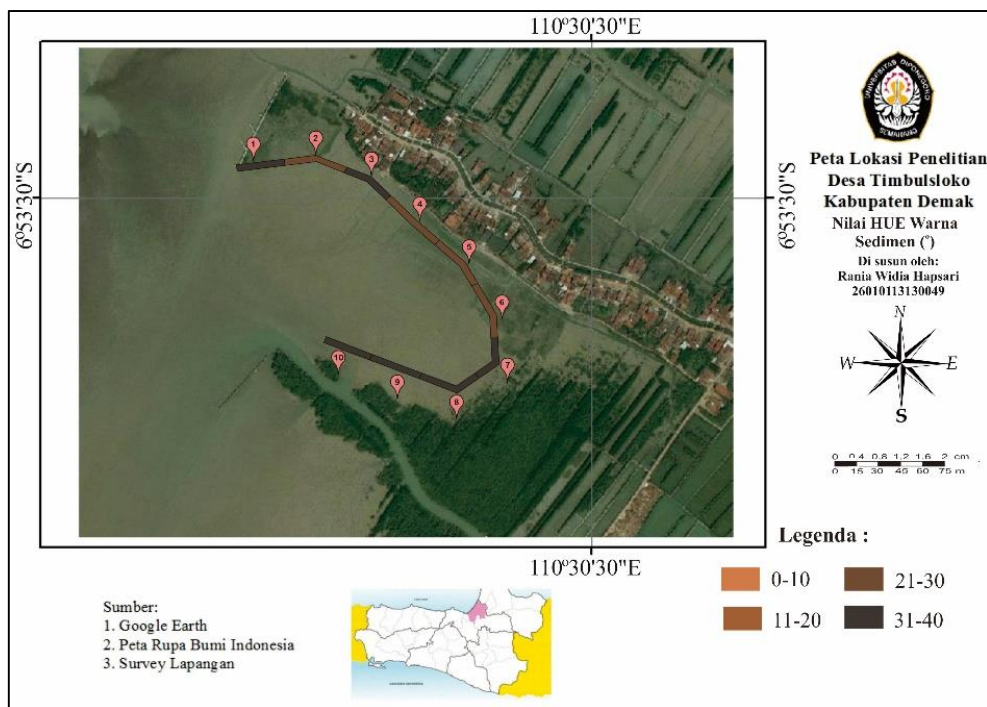 110°30'30"E
6°53'30"S
6°53'30"S
1
2
3
4
5
6
7
8
9
10
110°30'30"E
UNIVERSITAS DIPONEGORO
SEMARANG
Peta Lokasi Penelitian
Desa Timbulsloko
Kabupaten Demak
Nilai HUE Warna
Sedimen (°)
Di susun oleh:
Rania Widia Hapsari
26010113130049
N
W E
S
0 0.4 0.8 1.2 1.6 2 cm
0 15 30 45 60 75 m
Legenda :
0-10 21-30
11-20 31-40
Sumber:
1. Google Earth
2. Peta Rupa Bumi Indonesia
3. Survey Lapangan